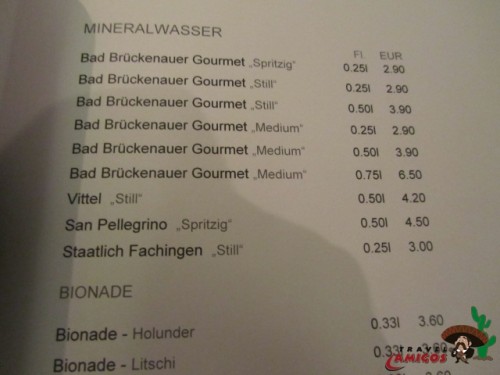 MINERALWASSER
Fl. EUR
Bad Brückenauer Gourmet „Spritzig“ 0.25l 2.90
Bad Brückenauer Gourmet „Still“ 0.25l 2.90
Bad Brückenauer Gourmet „Still“ 0.50l 3.90
Bad Brückenauer Gourmet „Medium“ 0.25l 2.90
Bad Brückenauer Gourmet „Medium“ 0.50l 3.90
Bad Brückenauer Gourmet „Medium“ 0.75l 6.50
Vittel „Still“ 0.50l 4.20
San Pellegrino „Spritzig“ 0.50l 4.50
Staatlich Fachingen „Still“ 0.25l 3.00
BIONADE
Bionade - Holunder 0.33l 3.60
Bionade - Litschi
TRAVEL
CAMIGOS